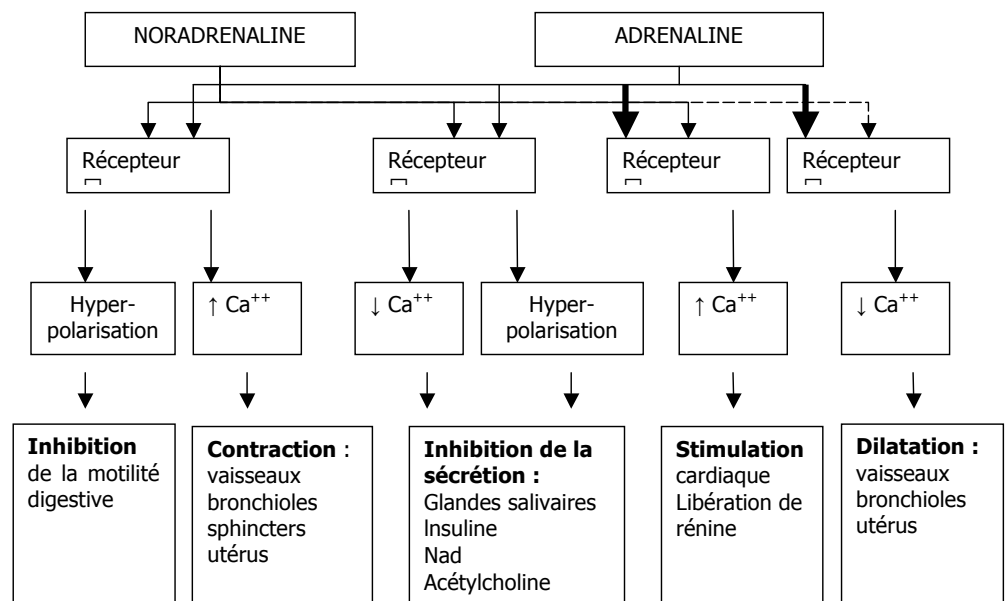 NORADRENALINE
ADRENALINE
Récepteur
Récepteur
Récepteur
Récepteur
Hyper-
polarisation
↑ Ca++
↓ Ca++
Hyper-
polarisation
↑ Ca++
↓ Ca++
Inhibition
de la motilité
digestive
Contraction :
vaisseaux
bronchioles
sphincters
utérus
Inhibition de la
sécrétion :
Glandes salivaires
Insuline
Nad
Acétylcholine
Stimulation
cardiaque
Libération de
rénine
Dilatation :
vaisseaux
bronchioles
utérus